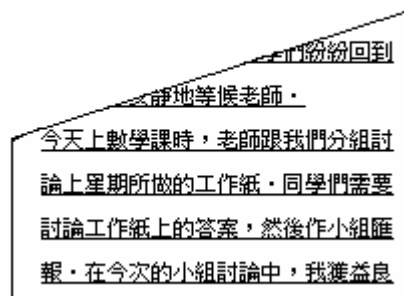 們紛紛回到
靜地等候老師．
今天上數學課時，老師跟我們分組討
論上星期所做的工作紙．同學們需要
討論工作紙上的答案，然後作小組匯
報．在今次的小組討論中，我獲益良